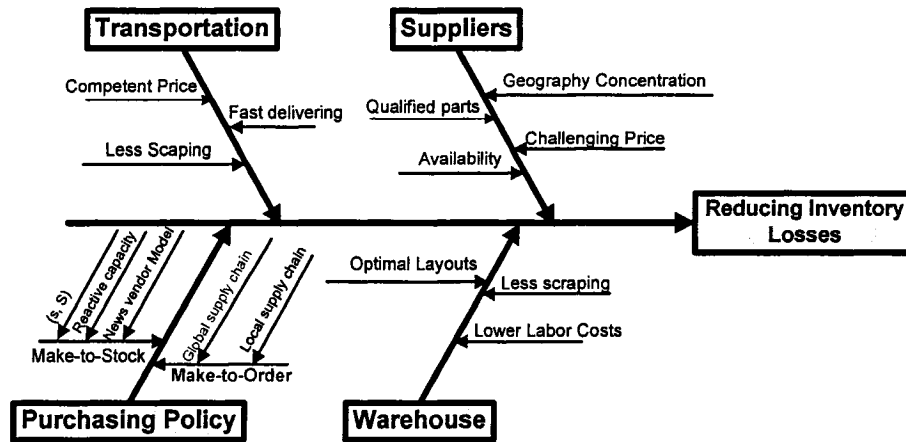 Transportation
Suppliers
Competent Price
Geography Concentration
Qualified parts
Fast delivering
Challenging Price
Less Scaping
Availability
Reducing Inventory
Losses
(s, S)
Reactive capacity
News vendor Model
Global supply chain
Local supply chain
Optimal Layouts
Less scraping
Lower Labor Costs
Make-to-Stock
Make-to-Order
Purchasing Policy
Warehouse